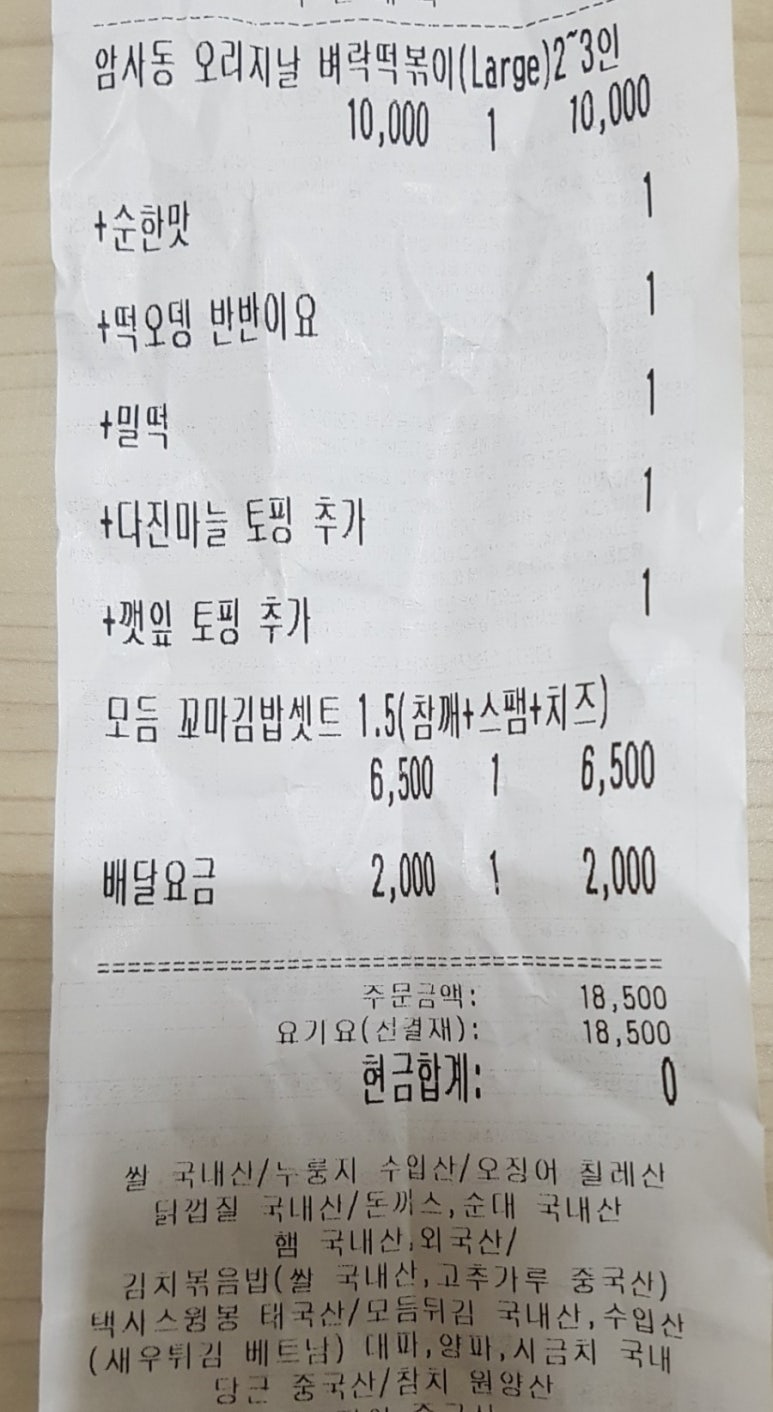 암사동 오리지날 벼락떡볶이(Large)2~3인
10,000 1 10,000
+순한맛 1
+떡오뎅 반반이요 1
+밀떡 1
+다진마늘 토핑 추가 1
+깻잎 토핑 추가 1
모듬 꼬마김밥셋트 1.5(참깨+스팸+치즈)
6,500 1 6,500
배달요금 2,000 1 2,000
======================================
주문금액: 18,500
요기요(선결재): 18,500
현금합계: 0
쌀 국내산/누룽지 수입산/오징어 칠레산
닭껍질 국내산/돈까스,순대 국내산
햄 국내산,외국산/
김치볶음밥(쌀 국내산,고추가루 중국산)
택사스윙봉 태국산/모듬튀김 국내산,수입산
(새우튀김 베트남) 대파,양파,시금치 국내
당근 중국산/참치 원양산